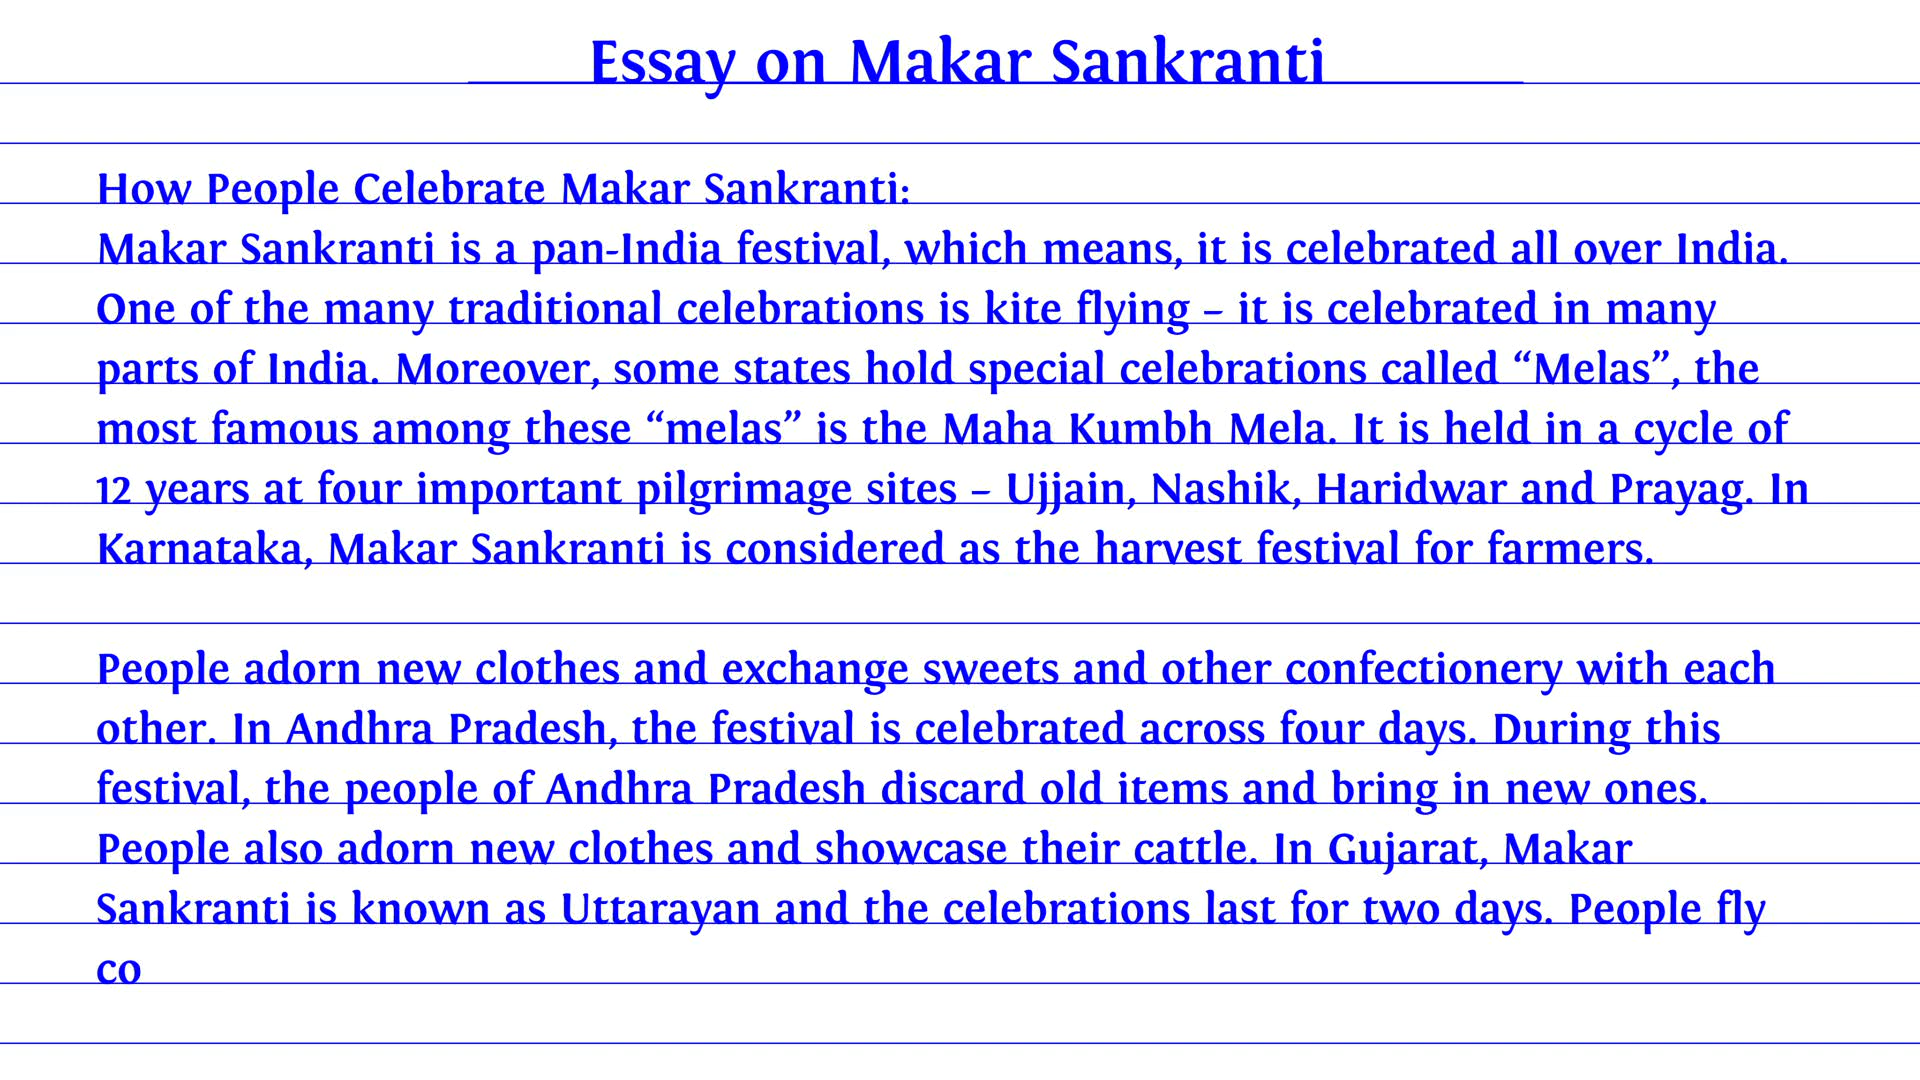 Essay on Makar Sankranti
How People Celebrate Makar Sankranti:
Makar Sankranti is a pan-India festival, which means, it is celebrated all over India.
One of the many traditional celebrations is kite flying – it is celebrated in many
parts of India. Moreover, some states hold special celebrations called “Melas”, the
most famous among these “melas” is the Maha Kumbh Mela. It is held in a cycle of
12 years at four important pilgrimage sites – Ujjain, Nashik, Haridwar and Prayag. In
Karnataka, Makar Sankranti is considered as the harvest festival for farmers.
People adorn new clothes and exchange sweets and other confectionery with each
other. In Andhra Pradesh, the festival is celebrated across four days. During this
festival, the people of Andhra Pradesh discard old items and bring in new ones.
People also adorn new clothes and showcase their cattle. In Gujarat, Makar
Sankranti is known as Uttarayan and the celebrations last for two days. People fly
co